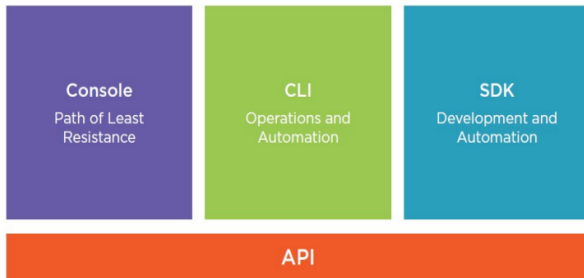 Console
Path of Least
Resistance
CLI
Operations and
Automation
SDK
Development and
Automation
API